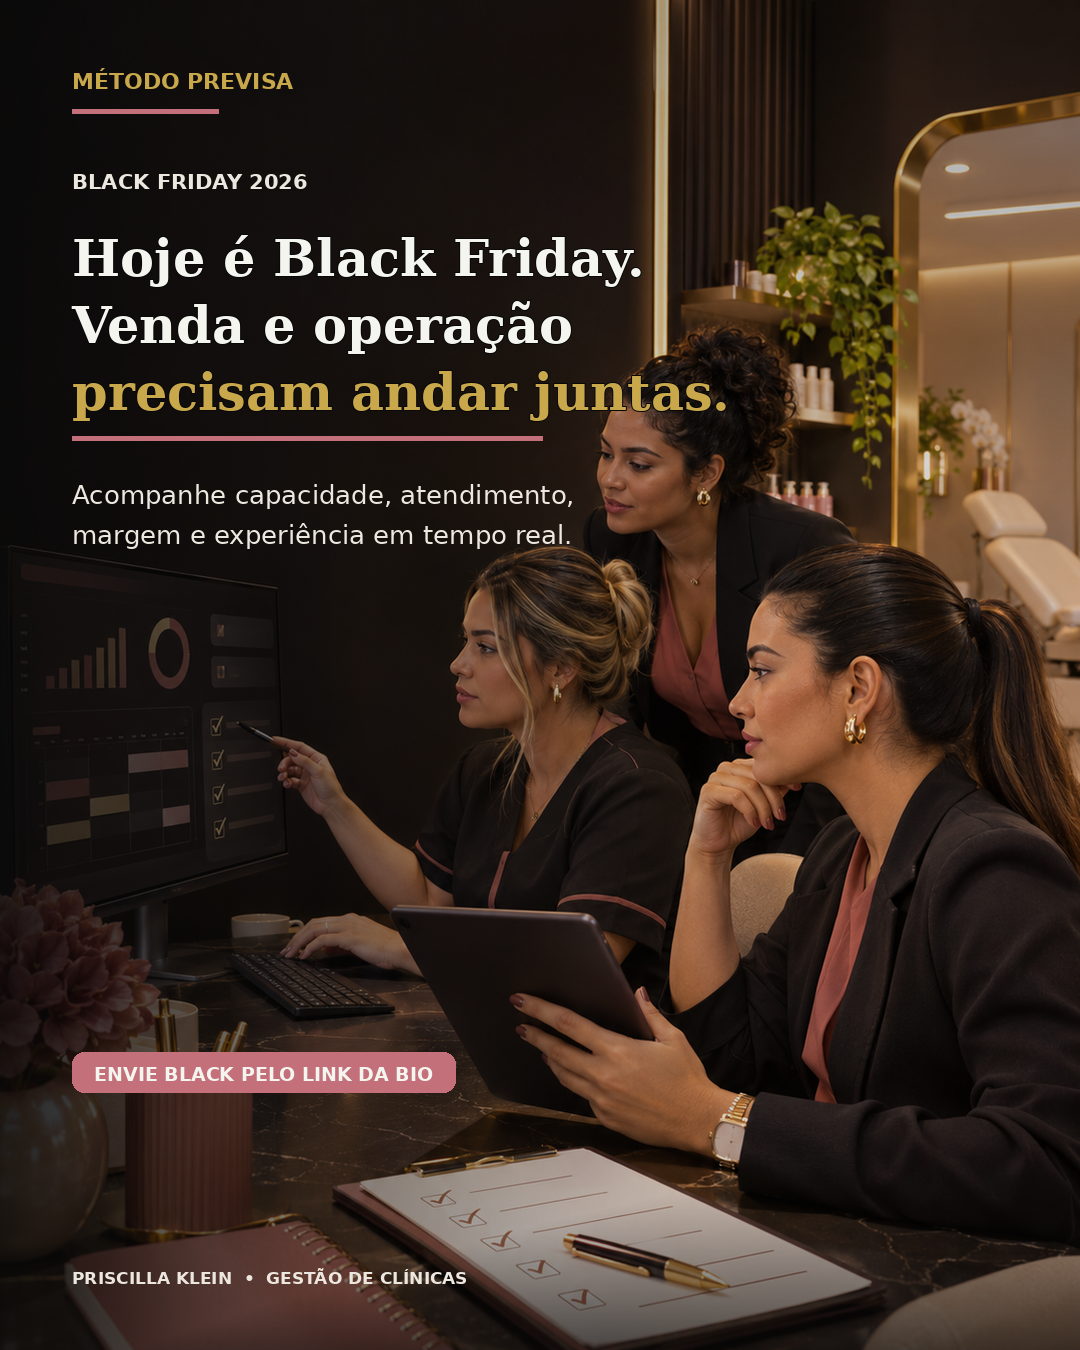 MÉTODO PREVISA
BLACK FRIDAY 2026
Hoje é Black Friday.
Venda e operação
precisam andar juntas.
Acompanhe capacidade, atendimento,
margem e experiência em tempo real.
ENVIE BLACK PELO LINK DA BIO
PRISCILLA KLEIN • GESTÃO DE CLÍNICAS